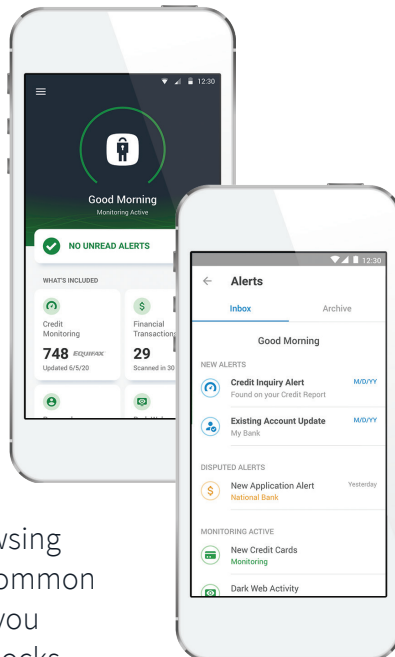 12:30
Good Morning
Monitoring Active
NO UNREAD ALERTS
WHAT'S INCLUDED
Credit
Monitoring
748 EQUIFAX
Updated 6/5/20
Financial
Transactions
29
Scanned in 30
12:30
Alerts
Inbox Archive
Good Morning
NEW ALERTS
Credit Inquiry Alert M/D/YY
Found on your Credit Report
Existing Account Update M/D/YY
My Bank
DISPUTED ALERTS
New Application Alert Yesterday
National Bank
MONITORING ACTIVE
New Credit Cards
Monitoring
Dark Web Activity
wsing
ommon
you